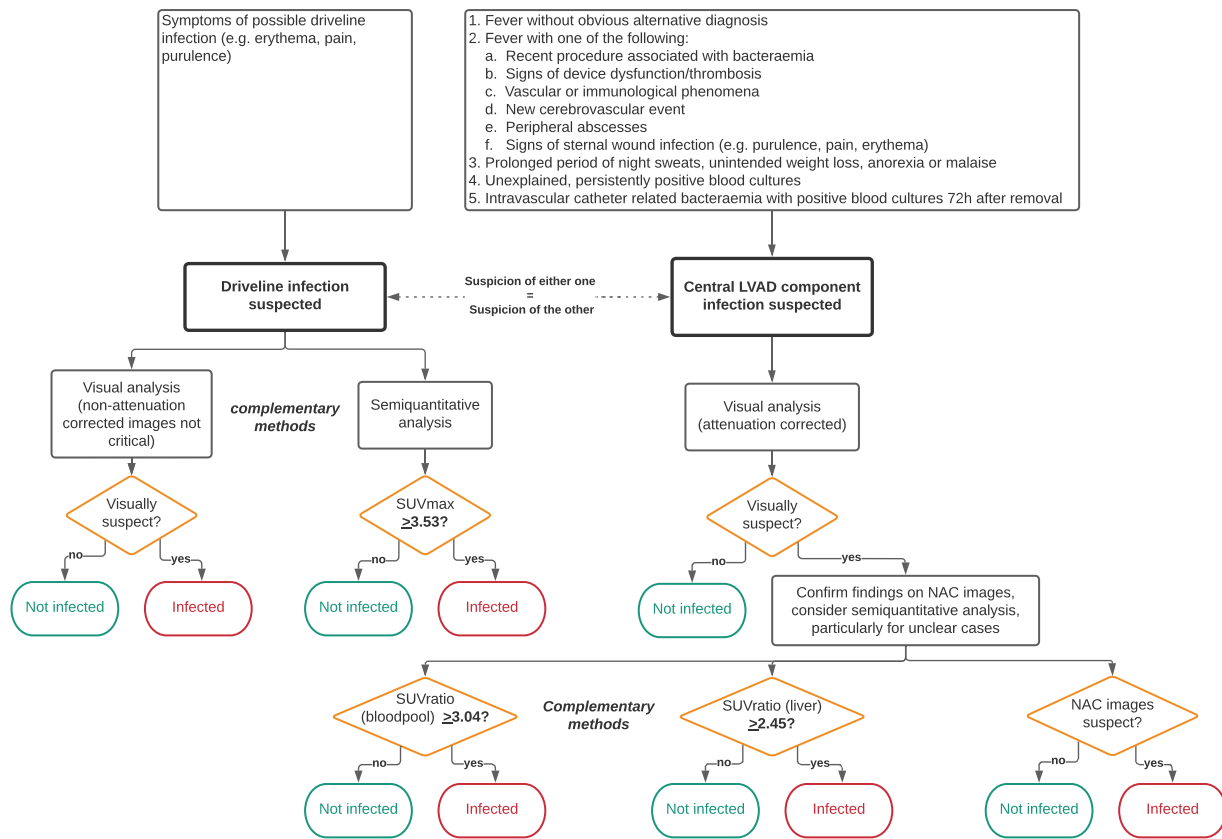 Symptoms of possible driveline
infection (e.g. erythema, pain,
purulence)
1. Fever without obvious alternative diagnosis
2. Fever with one of the following:
a. Recent procedure associated with bacteraemia
b. Signs of device dysfunction/thrombosis
c. Vascular or immunological phenomena
d. New cerebrovascular event
e. Peripheral abscesses
f. Signs of sternal wound infection (e.g. purulence, pain, erythema)
3. Prolonged period of night sweats, unintended weight loss, anorexia or malaise
4. Unexplained, persistently positive blood cultures
5. Intravascular catheter related bacteraemia with positive blood cultures 72h after removal
Driveline infection
suspected
Suspicion of either one
=
Suspicion of the other
Central LVAD component
infection suspected
Visual analysis
(non-attenuation
corrected images not
critical)
complementary
methods
Semiquantitative
analysis
Visual analysis
(attenuation corrected)
Visually
suspect?
SUVmax
≥3.53?
Visually
suspect?
no
yes
no
yes
no
yes
Not infected
Infected
Not infected
Infected
Not infected
Confirm findings on NAC images,
consider semiquantitative analysis,
particularly for unclear cases
SUVratio
(bloodpool) ≥3.04?
Complementary
methods
SUVratio (liver)
≥2.45?
NAC images
suspect?
no
yes
no
yes
no
yes
Not infected
Infected
Not infected
Infected
Not infected
Infected